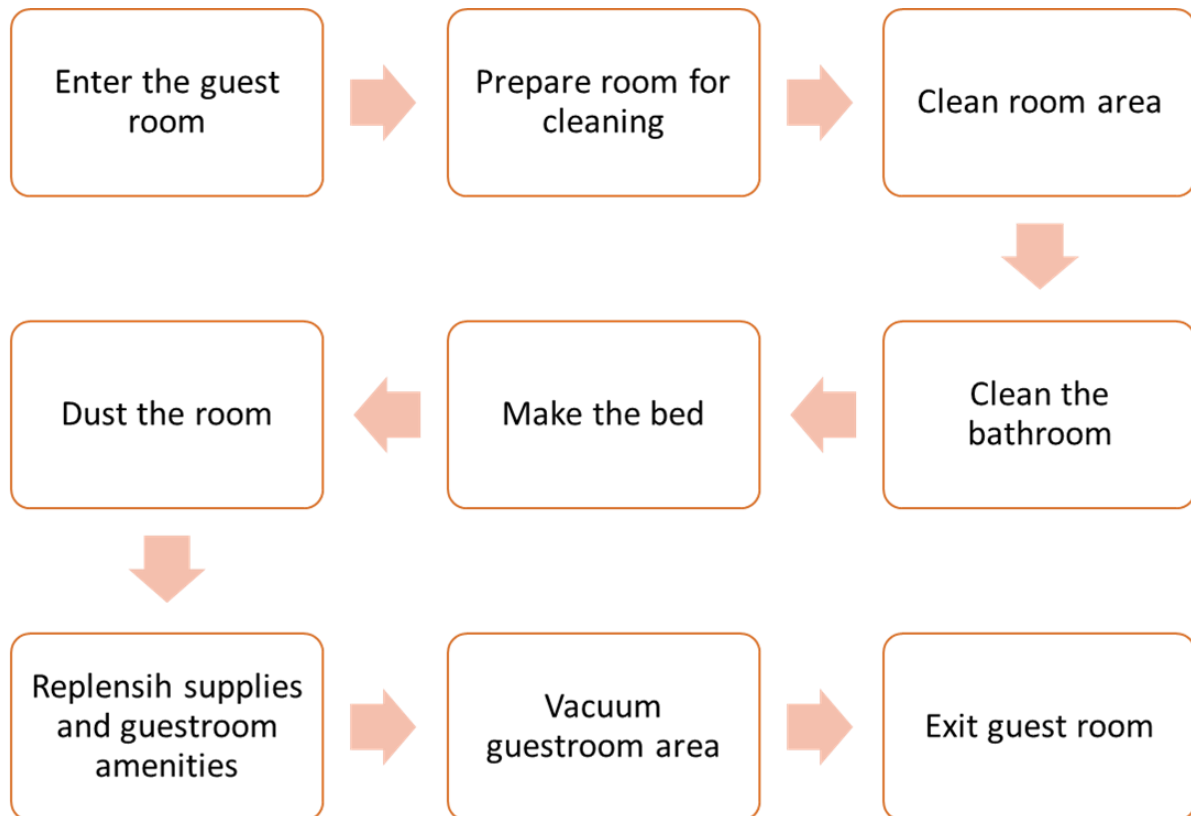 Enter the guest
room
Prepare room for
cleaning
Clean room area
Clean the
bathroom
Make the bed
Dust the room
Replensih supplies
and guestroom
amenities
Vacuum
guestroom area
Exit guest room